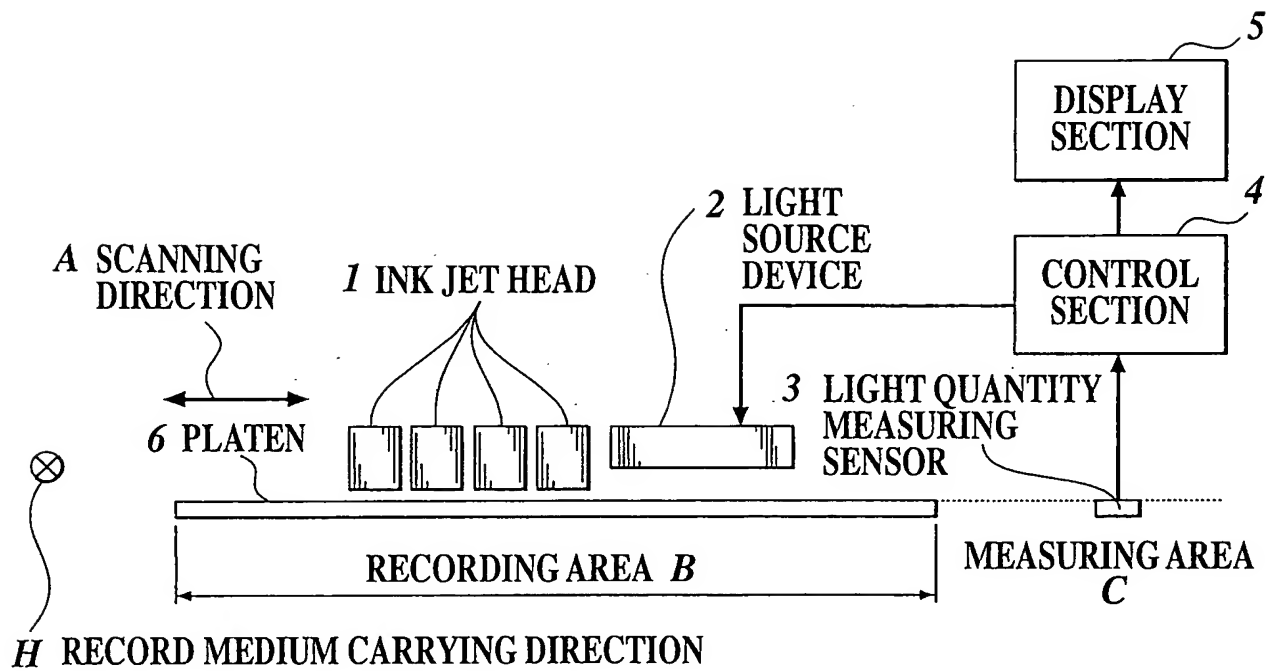 5
DISPLAY
SECTION
4
CONTROL
SECTION
2 LIGHT
SOURCE
DEVICE
A SCANNING
DIRECTION
1 INK JET HEAD
3 LIGHT QUANTITY
MEASURING
SENSOR
6 PLATEN
RECORDING AREA B
MEASURING AREA
C
H RECORD MEDIUM CARRYING DIRECTION